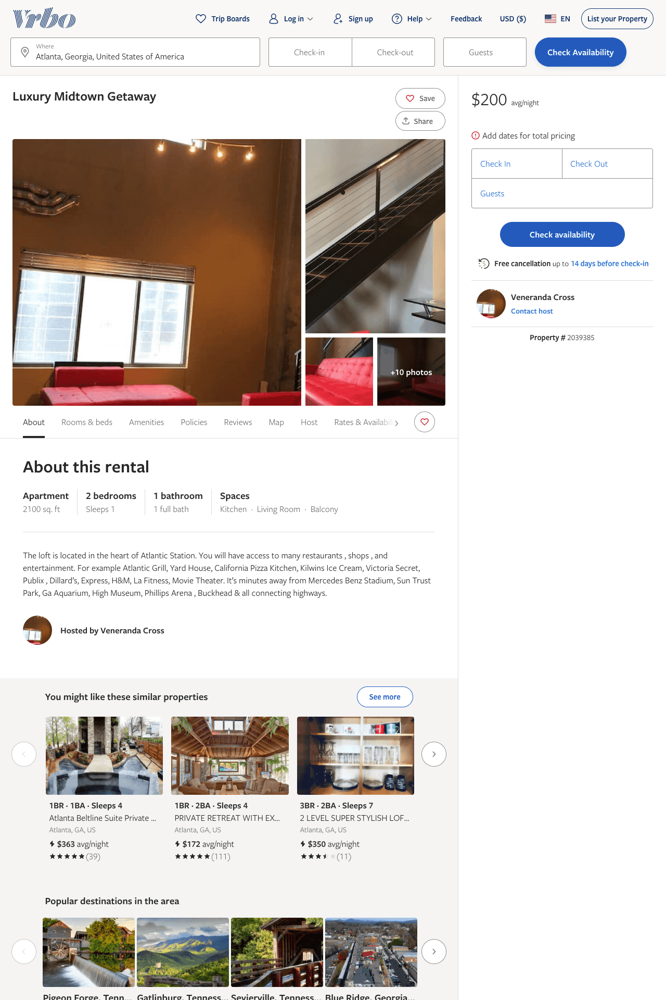 Vrbo
Trip Boards
Log in
Sign up
Help
Feedback
USD ($)
EN
List your Property
Where
Atlanta, Georgia, United States of America
Check-in
Check-out
Guests
Check Availability
Luxury Midtown Getaway
Save
Share
$200 avg/night
Add dates for total pricing
Check In
Check Out
Guests
Check availability
Free cancellation up to 14 days before check-in
Veneranda Cross
Contact host
Property # 2039385
+10 photos
About
Rooms & beds
Amenities
Policies
Reviews
Map
Host
Rates & Availabili
About this rental
Apartment
2100 sq. ft
2 bedrooms
Sleeps 1
1 bathroom
1 full bath
Spaces
Kitchen · Living Room · Balcony
The loft is located in the heart of Atlantic Station. You will have access to many restaurants , shops , and
entertainment. For example Atlantic Grill, Yard House, California Pizza Kitchen, Kilwins Ice Cream, Victoria Secret,
Publix , Dillard’s, Express, H&M, La Fitness, Movie Theater. It’s minutes away from Mercedes Benz Stadium, Sun Trust
Park, Ga Aquarium, High Museum, Phillips Arena , Buckhead & all connecting highways.
Hosted by Veneranda Cross
You might like these similar properties
See more
1BR · 1BA · Sleeps 4
Atlanta Beltline Suite Private ...
Atlanta, GA, US
$363 avg/night
(39)
1BR · 2BA · Sleeps 4
PRIVATE RETREAT WITH EX...
Atlanta, GA, US
$172 avg/night
(111)
3BR · 2BA · Sleeps 7
2 LEVEL SUPER STYLISH LOF...
Atlanta, GA, US
$350 avg/night
(11)
Popular destinations in the area
Pigeon Forge, Tenn...
Gatlinburg, Tenness...
Sevierville, Tenness...
Blue Ridge, Georgia...